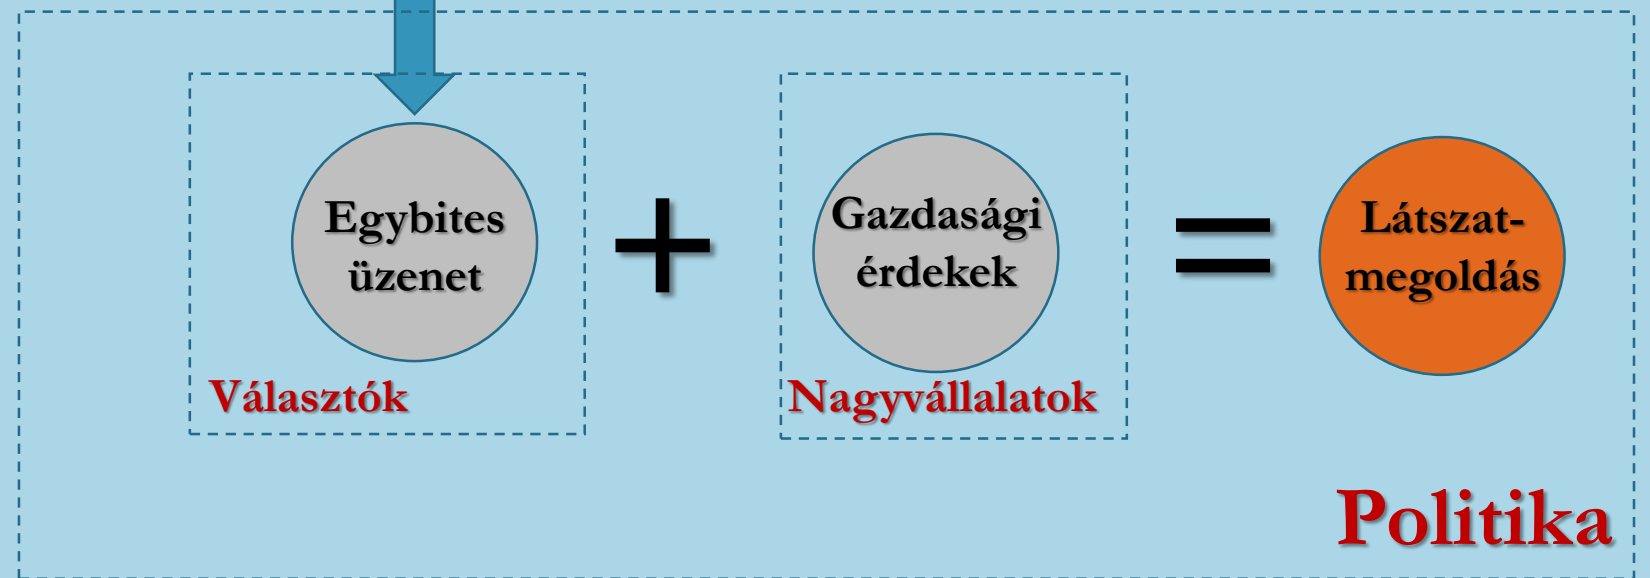 Egybites
üzenet
+
Gazdasági
érdekek
=
Látszat-
megoldás
Választók
Nagyvállalatok
Politika